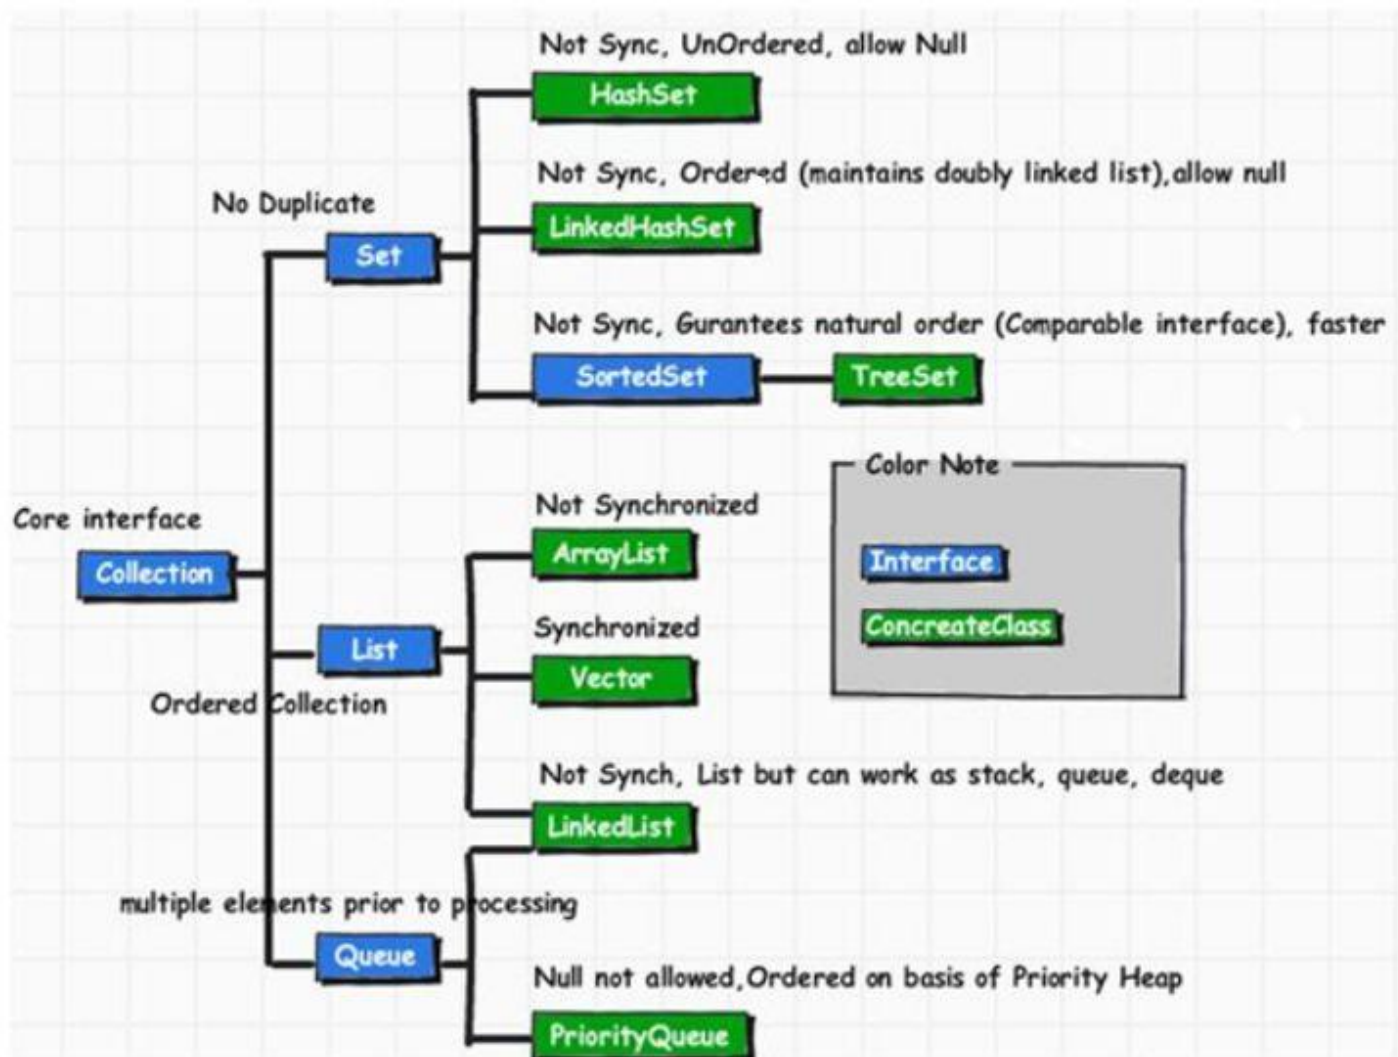 Not Sync, UnOrdered, allow Null
HashSet
Not Sync, Ordered (maintains doubly linked list),allow null
LinkedHashSet
No Duplicate
Set
Not Sync, Gurantees natural order (Comparable interface), faster
SortedSet
TreeSet
Color Note
Interface
ConcreateClass
Core interface
Collection
Not Synchronized
ArrayList
Synchronized
Vector
List
Ordered Collection
Not Synch, List but can work as stack, queue, deque
LinkedList
multiple elements prior to processing
Queue
Null not allowed,Ordered on basis of Priority Heap
PriorityQueue